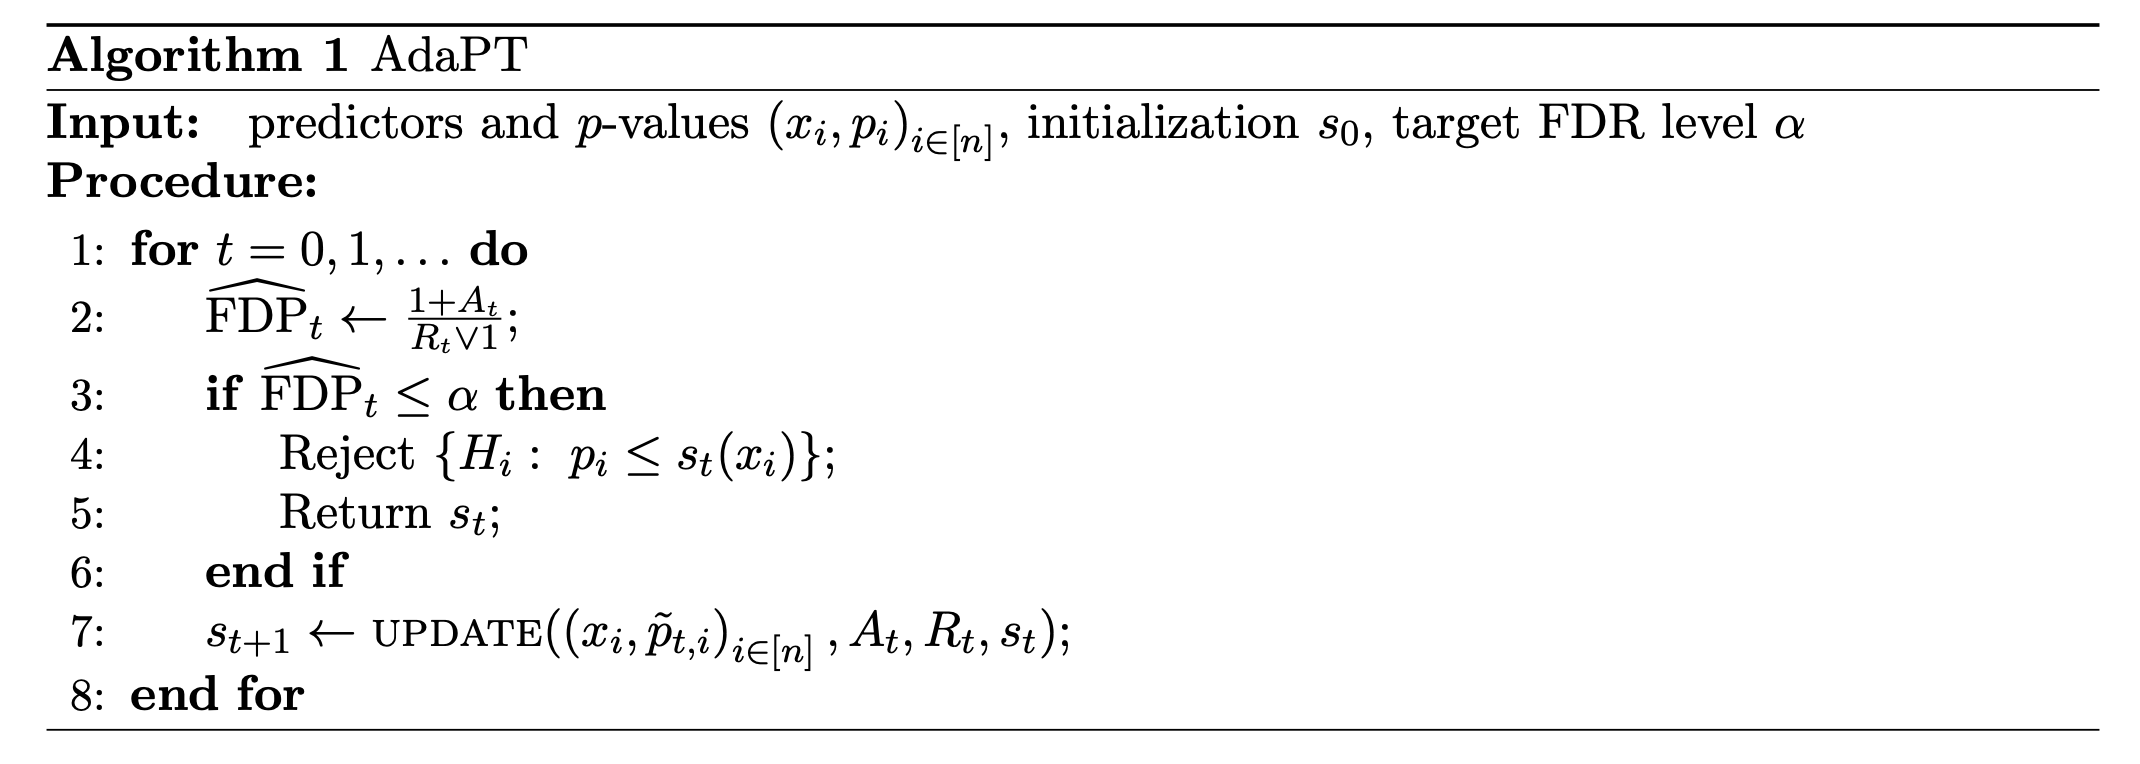 Algorithm 1 AdaPT
Input: predictors and p-values $(x_i, p_i)_{i\in[n]}$, initialization $s_0$, target FDR level $\alpha$
Procedure:
1: for $t = 0, 1, \ldots$ do
2: $\widehat{\mathrm{FDP}}_t \leftarrow \frac{1+A_t}{R_t \vee 1}$;
3: if $\widehat{\mathrm{FDP}}_t \leq \alpha$ then
4: Reject $\{H_i : p_i \leq s_t(x_i)\}$;
5: Return $s_t$;
6: end if
7: $s_{t+1} \leftarrow$ UPDATE$((x_i, \tilde{p}_{t,i})_{i\in[n]}, A_t, R_t, s_t)$;
8: end for